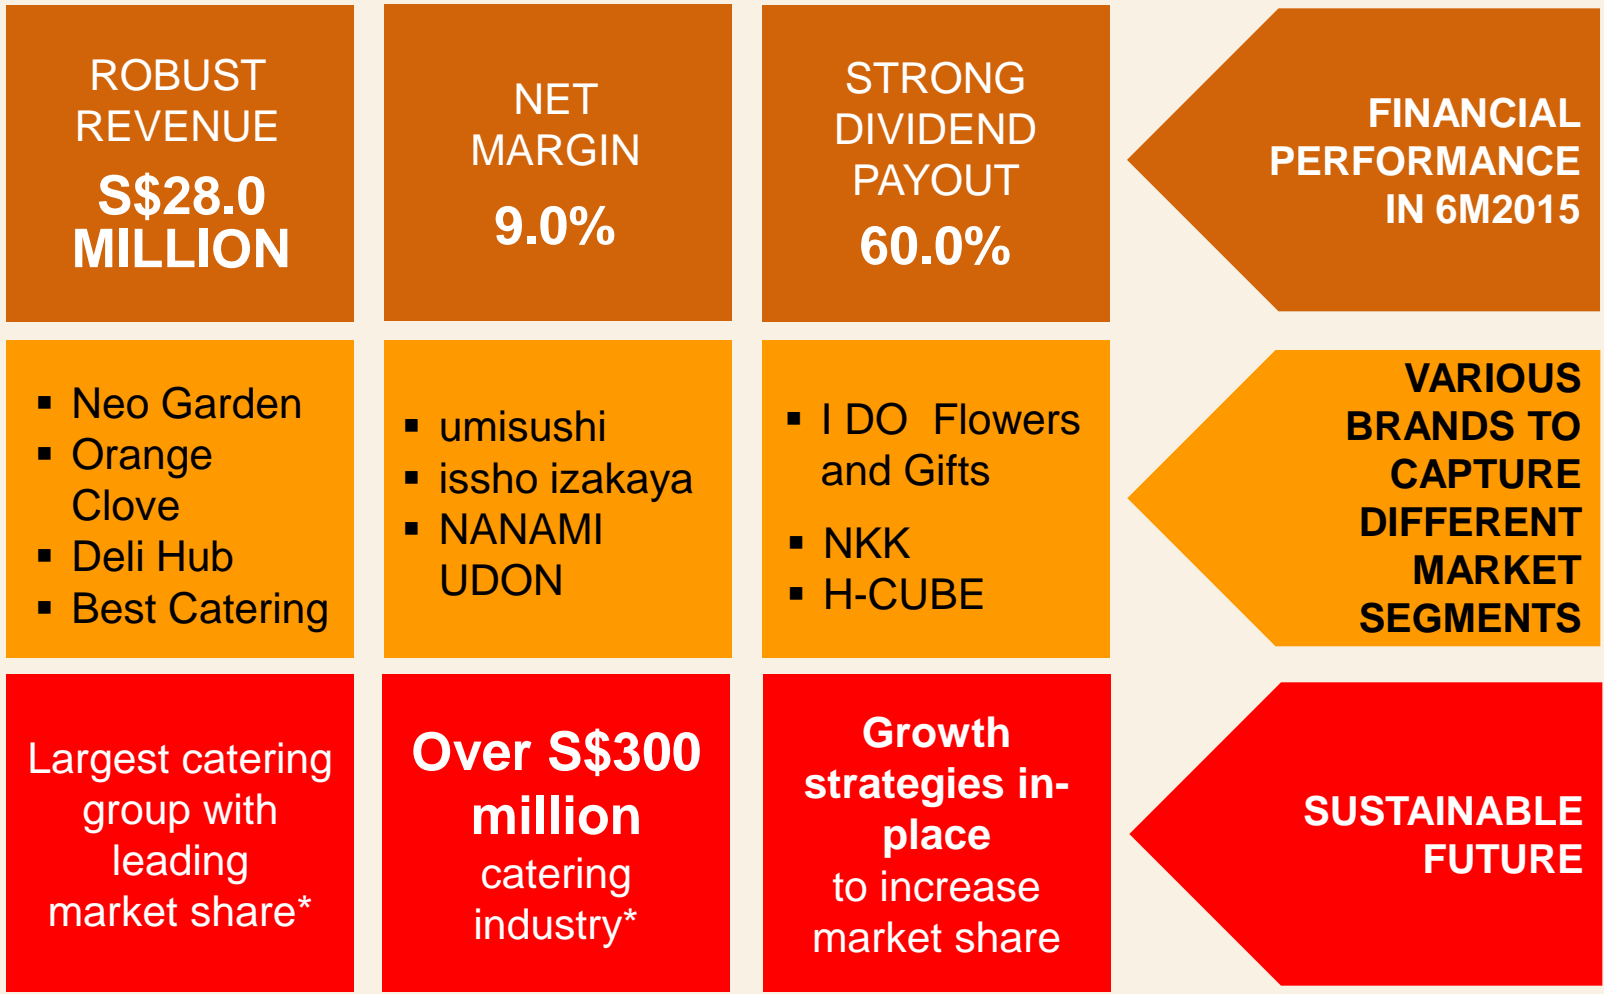 ROBUST
REVENUE
S$28.0
MILLION
NET
MARGIN
9.0%
STRONG
DIVIDEND
PAYOUT
60.0%
FINANCIAL
PERFORMANCE
IN 6M2015
▪ Neo Garden
▪ Orange
Clove
▪ Deli Hub
▪ Best Catering
▪ umisushi
▪ issho izakaya
▪ NANAMI
UDON
▪ I DO Flowers
and Gifts
▪ NKK
▪ H-CUBE
VARIOUS
BRANDS TO
CAPTURE
DIFFERENT
MARKET
SEGMENTS
Largest catering
group with
leading
market share*
Over S$300
million
catering
industry*
Growth
strategies in-
place
to increase
market share
SUSTAINABLE
FUTURE